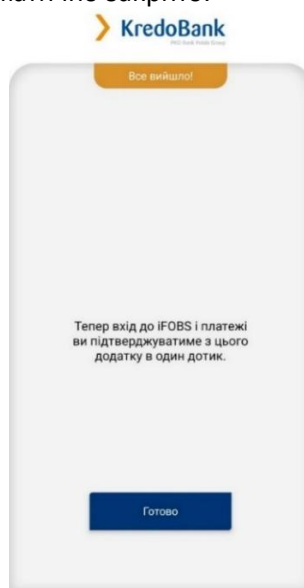 KredoBank
Все вийшло!
Тепер вхід до iFOBS і платежі
ви підтверджуватиме з цього
додатку в один дотик.
Готово